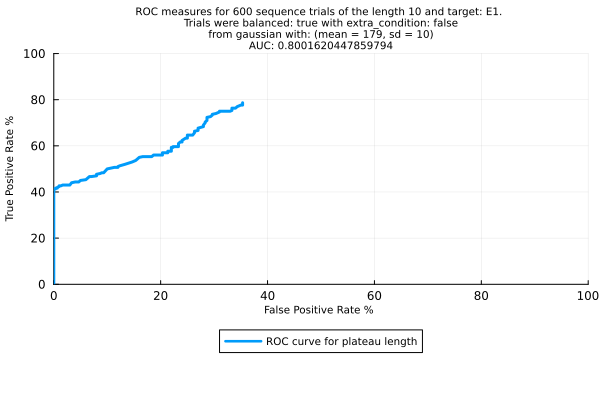 ROC measures for 600 sequence trials of the length 10 and target: E1.
Trials were balanced: true with extra_condition: false
from gaussian with: (mean = 179, sd = 10)
AUC: 0.8001620447859794
100
80
60
40
20
0
True Positive Rate %
0 20 40 60 80 100
False Positive Rate %
ROC curve for plateau length